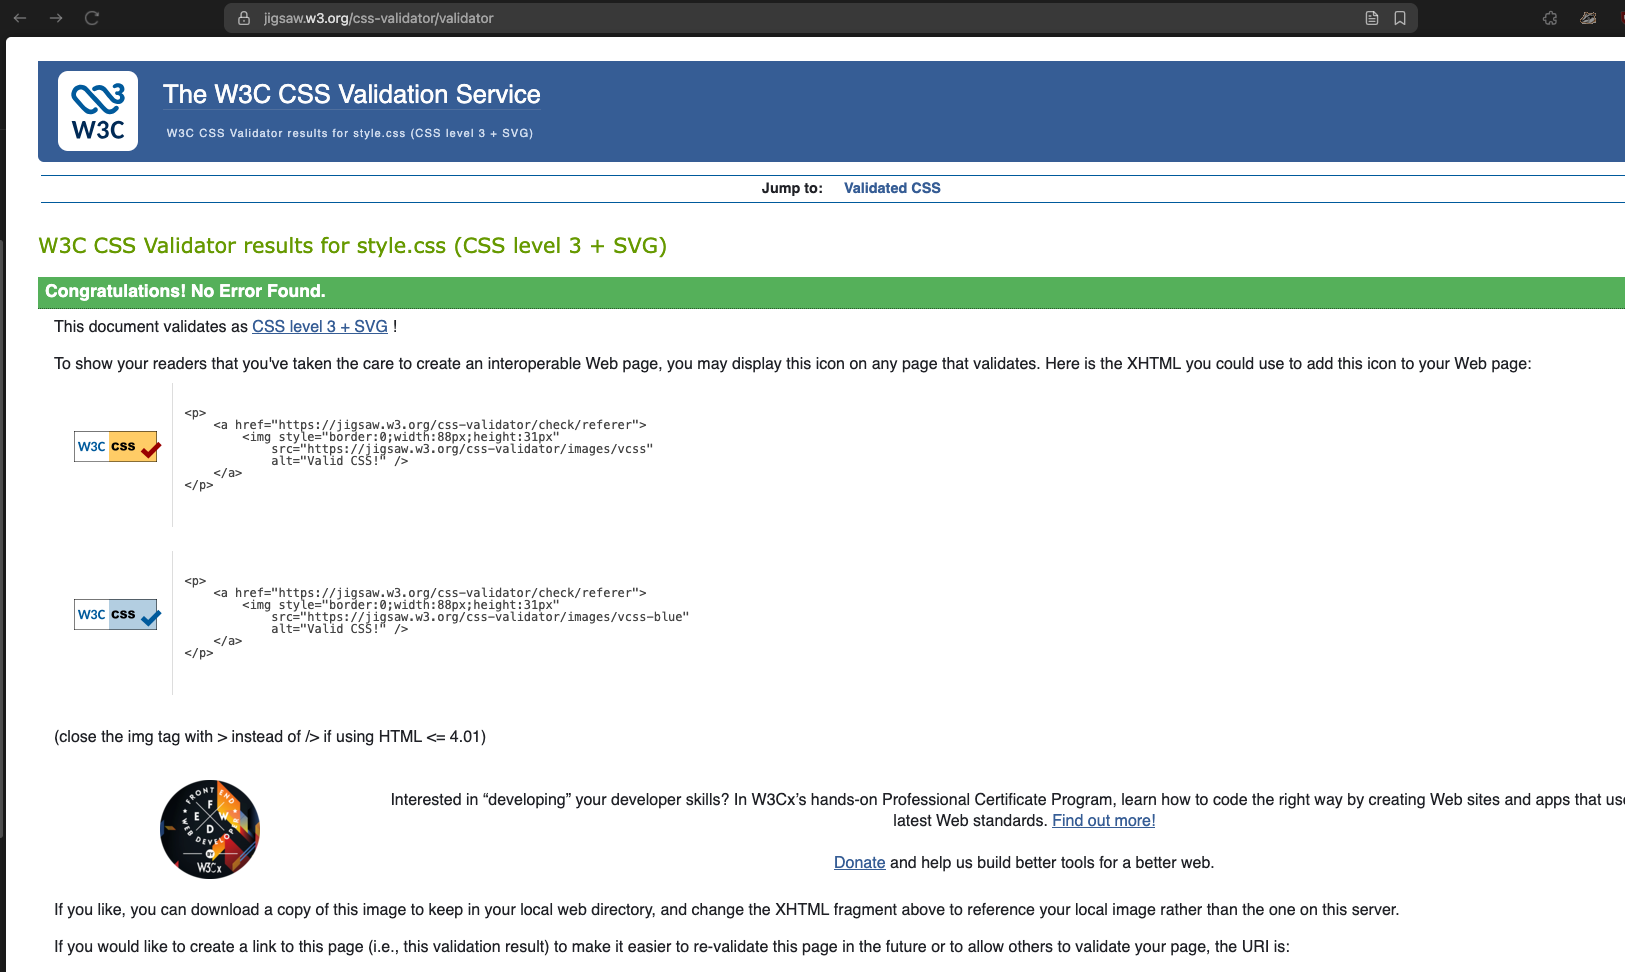 jigsaw.w3.org/css-validator/validator
W3C
The W3C CSS Validation Service
W3C CSS Validator results for style.css (CSS level 3 + SVG)
Jump to: Validated CSS
W3C CSS Validator results for style.css (CSS level 3 + SVG)
Congratulations! No Error Found.
This document validates as CSS level 3 + SVG !
To show your readers that you've taken the care to create an interoperable Web page, you may display this icon on any page that validates. Here is the XHTML you could use to add this icon to your Web page:
W3C css
<p>
<a href="https://jigsaw.w3.org/css-validator/check/referer">
<img style="border:0;width:88px;height:31px"
src="https://jigsaw.w3.org/css-validator/images/vcss"
alt="Valid CSS!" />
</a>
</p>
W3C css
<p>
<a href="https://jigsaw.w3.org/css-validator/check/referer">
<img style="border:0;width:88px;height:31px"
src="https://jigsaw.w3.org/css-validator/images/vcss-blue"
alt="Valid CSS!" />
</a>
</p>
(close the img tag with > instead of /> if using HTML <= 4.01)
FRONT END
F E W D
WEB DEVELOPER
BY
W3Cx
Interested in “developing” your developer skills? In W3Cx’s hands-on Professional Certificate Program, learn how to code the right way by creating Web sites and apps that us
latest Web standards. Find out more!
Donate and help us build better tools for a better web.
If you like, you can download a copy of this image to keep in your local web directory, and change the XHTML fragment above to reference your local image rather than the one on this server.
If you would like to create a link to this page (i.e., this validation result) to make it easier to re-validate this page in the future or to allow others to validate your page, the URI is: